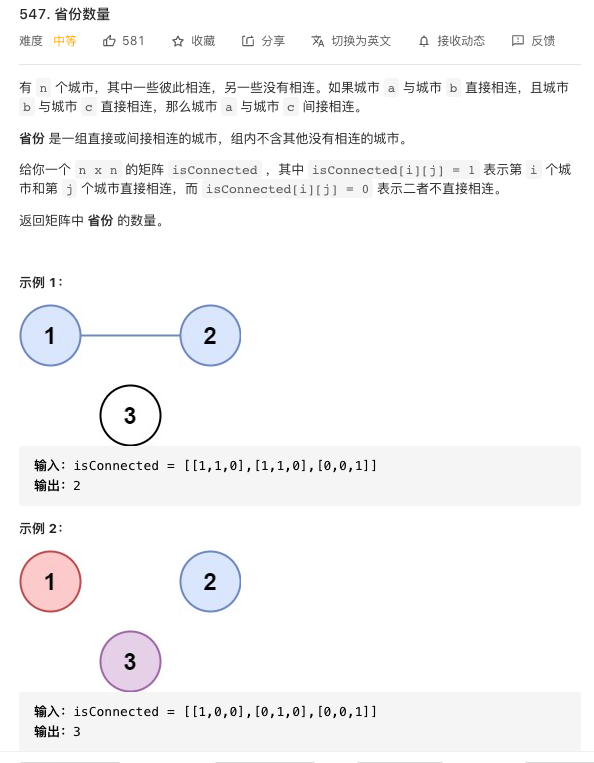 547. 省份数量
难度 中等 581 收藏 分享 切换为英文 接收动态 反馈
有 n 个城市，其中一些彼此相连，另一些没有相连。如果城市 a 与城市 b 直接相连，且城市
b 与城市 c 直接相连，那么城市 a 与城市 c 间接相连。
省份 是一组直接或间接相连的城市，组内不含其他没有相连的城市。
给你一个 n x n 的矩阵 isConnected ，其中 isConnected[i][j] = 1 表示第 i 个城
市和第 j 个城市直接相连，而 isConnected[i][j] = 0 表示二者不直接相连。
返回矩阵中 省份 的数量。
示例 1：
1 2
3
输入：isConnected = [[1,1,0],[1,1,0],[0,0,1]]
输出：2
示例 2：
1 2
3
输入：isConnected = [[1,0,0],[0,1,0],[0,0,1]]
输出：3